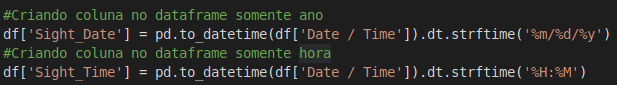 #Criando coluna no dataframe somente ano
df['Sight_Date'] = pd.to_datetime(df['Date / Time']).dt.strftime('%m/%d/%y')
#Criando coluna no dataframe somente hora
df['Sight_Time'] = pd.to_datetime(df['Date / Time']).dt.strftime('%H:%M')